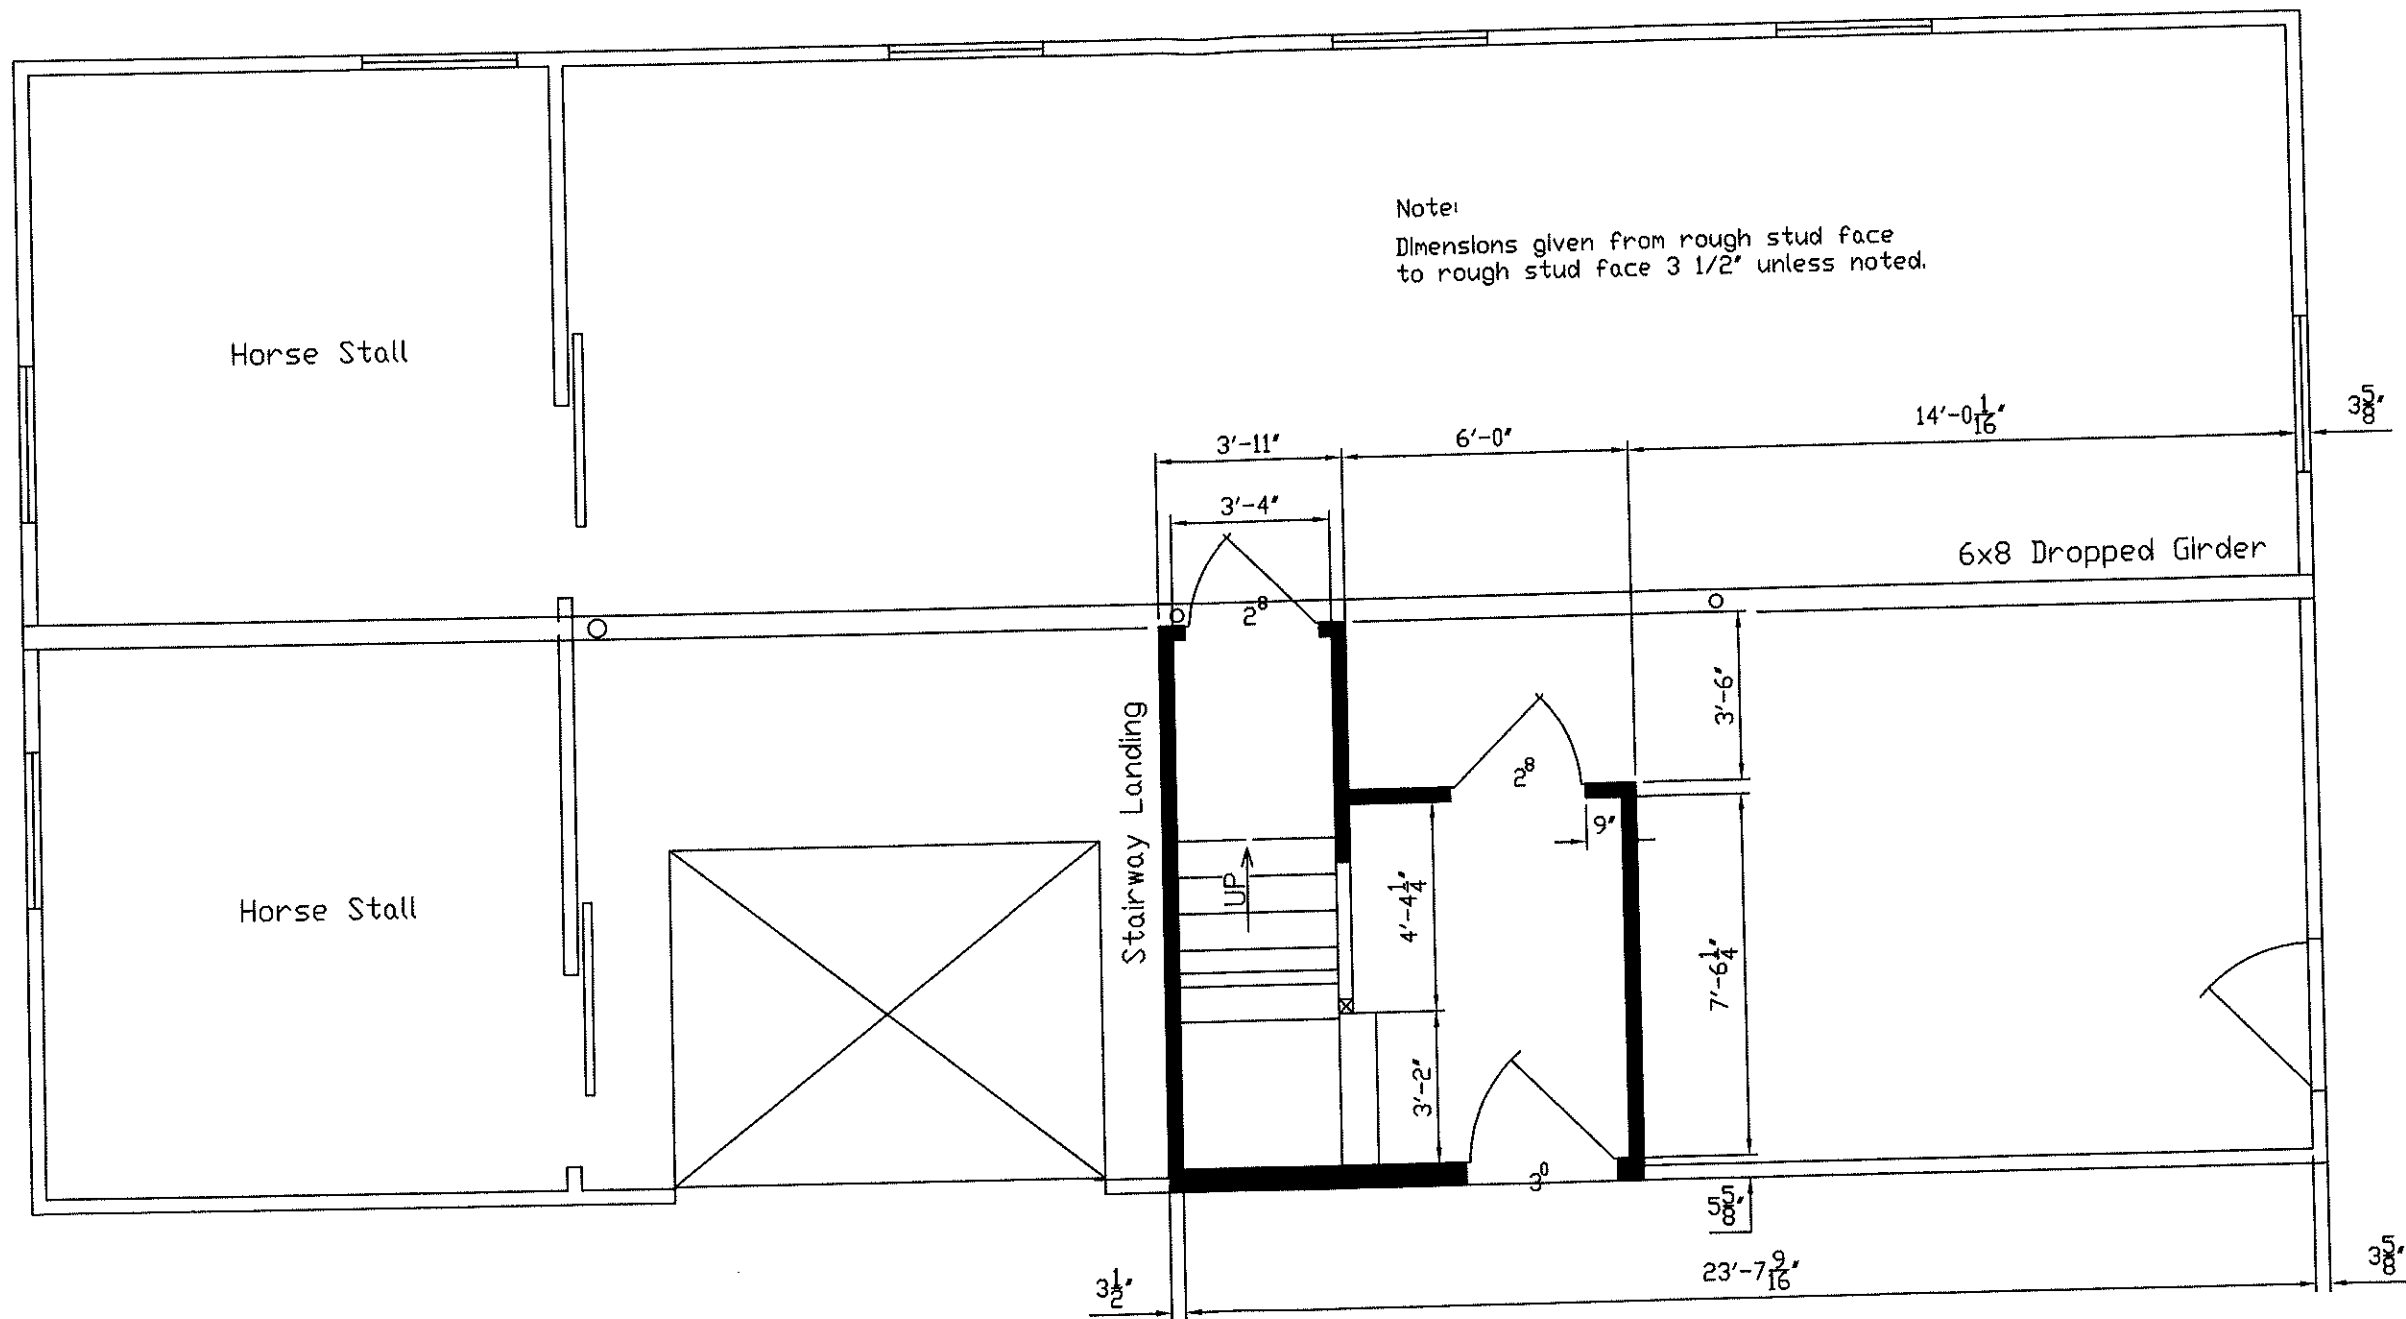 Note:
Dimensions given from rough stud face
to rough stud face 3 1/2" unless noted.
Horse Stall
3 5/8"
14'-0 1/16"
3'-11"
6'-0"
3'-4"
6x8 Dropped Girder
2⁸
3'-6"
Stairway Landing
2⁸
9"
UP
4'-4 1/4"
Horse Stall
7'-6 1/4"
3'-2"
3⁰
5 5/8"
23'-7 9/16"
3 5/8"
3 1/2"